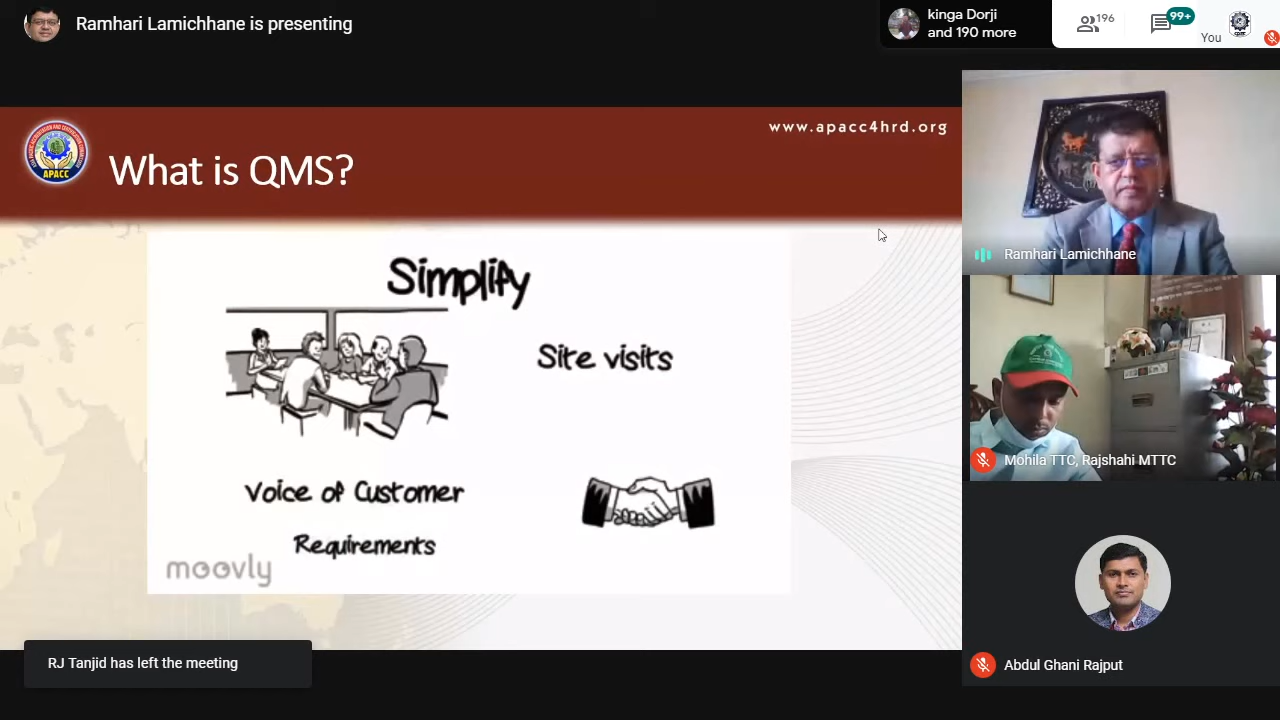 Ramhari Lamichhane is presenting
kinga Dorji
and 190 more
196
99+
You
www.apacc4hrd.org
APACC
What is QMS?
Simplify
Site visits
Voice of Customer
Requirements
moovly
Ramhari Lamichhane
Mohila TTC, Rajshahi MTTC
Abdul Ghani Rajput
RJ Tanjid has left the meeting